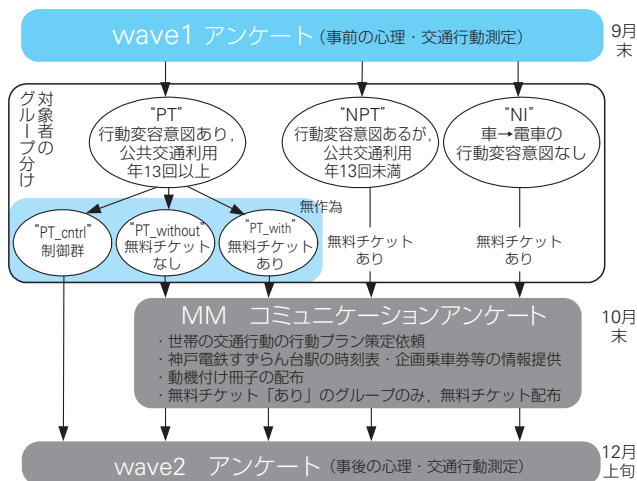 wave1 アンケート（事前の心理・交通行動測定）
9月
末
対象者の
グループ分け
“PT”
行動変容意図あり，
公共交通利用
年13回以上
“NPT”
行動変容意図あるが，
公共交通利用
年13回未満
“NI”
車→電車の
行動変容意図なし
無作為
“PT_cntrl”
制御群
“PT_without”
無料チケット
なし
“PT_with”
無料チケット
あり
無料チケット
あり
無料チケット
あり
MM コミュニケーションアンケート
・世帯の交通行動の行動プラン策定依頼
・神戸電鉄すずらん台駅の時刻表・企画乗車券等の情報提供
・動機付け冊子の配布
・無料チケット「あり」のグループのみ，無料チケット配布
10月
末
wave2 アンケート（事後の心理・交通行動測定）
12月
上旬